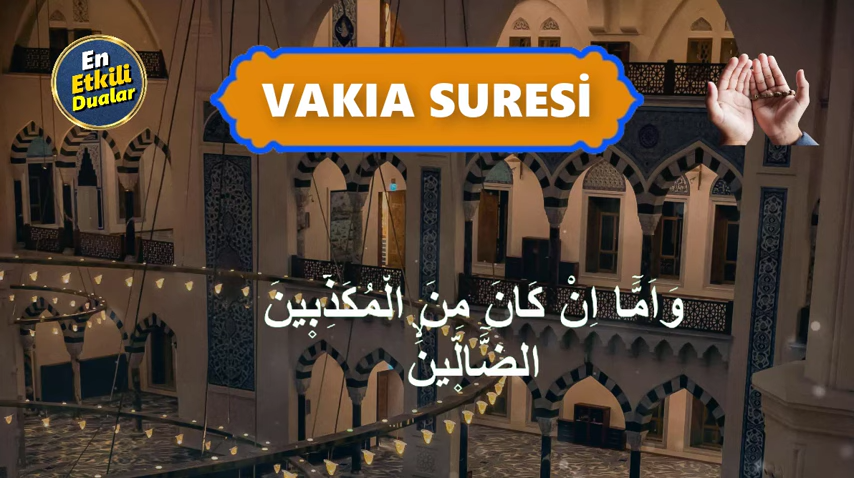 En
Etkili
Dualar
VAKIA SURESİ
وَاَمَّٓا اِنْ كَانَ مِنَ الْمُكَذِّب۪ينَ
الضَّٓالّ۪ينَۙ